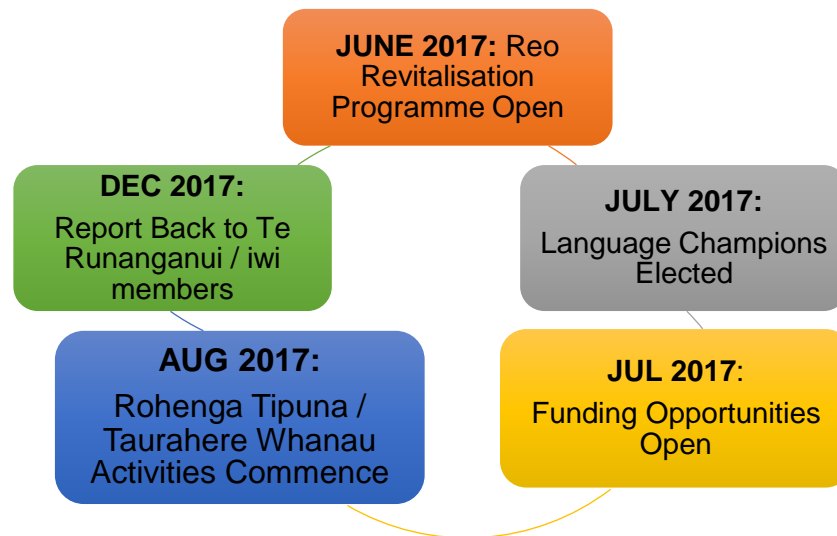 JUNE 2017: Reo
Revitalisation
Programme Open
JULY 2017:
Language Champions
Elected
JUL 2017:
Funding Opportunities
Open
AUG 2017:
Rohenga Tipuna /
Taurahere Whanau
Activities Commence
DEC 2017:
Report Back to Te
Runanganui / iwi
members